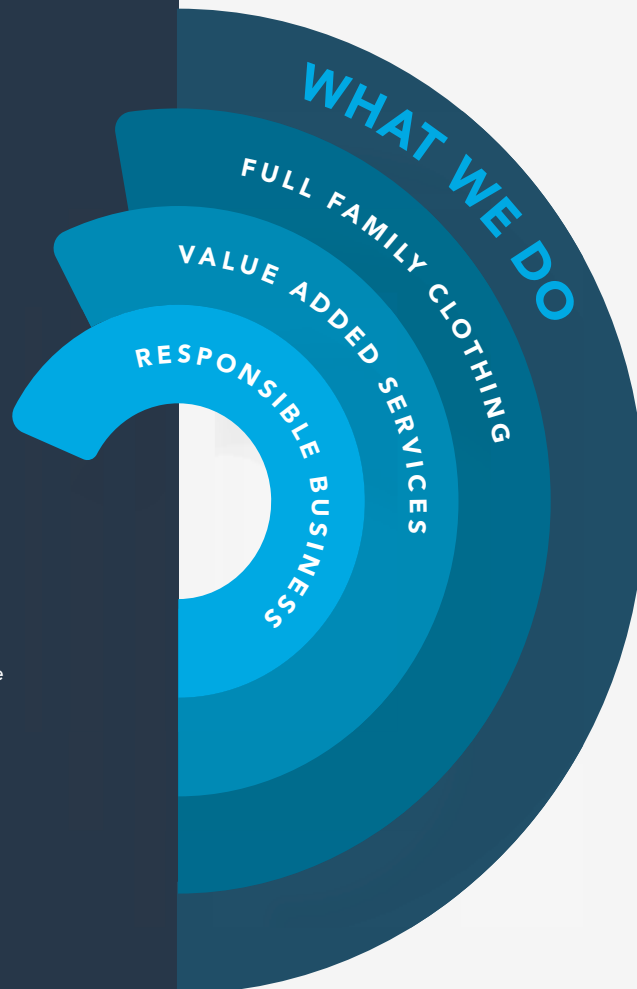 WHAT WE DO
FULL FAMILY CLOTHING
VALUE ADDED SERVICES
RESPONSIBLE BUSINESS
e